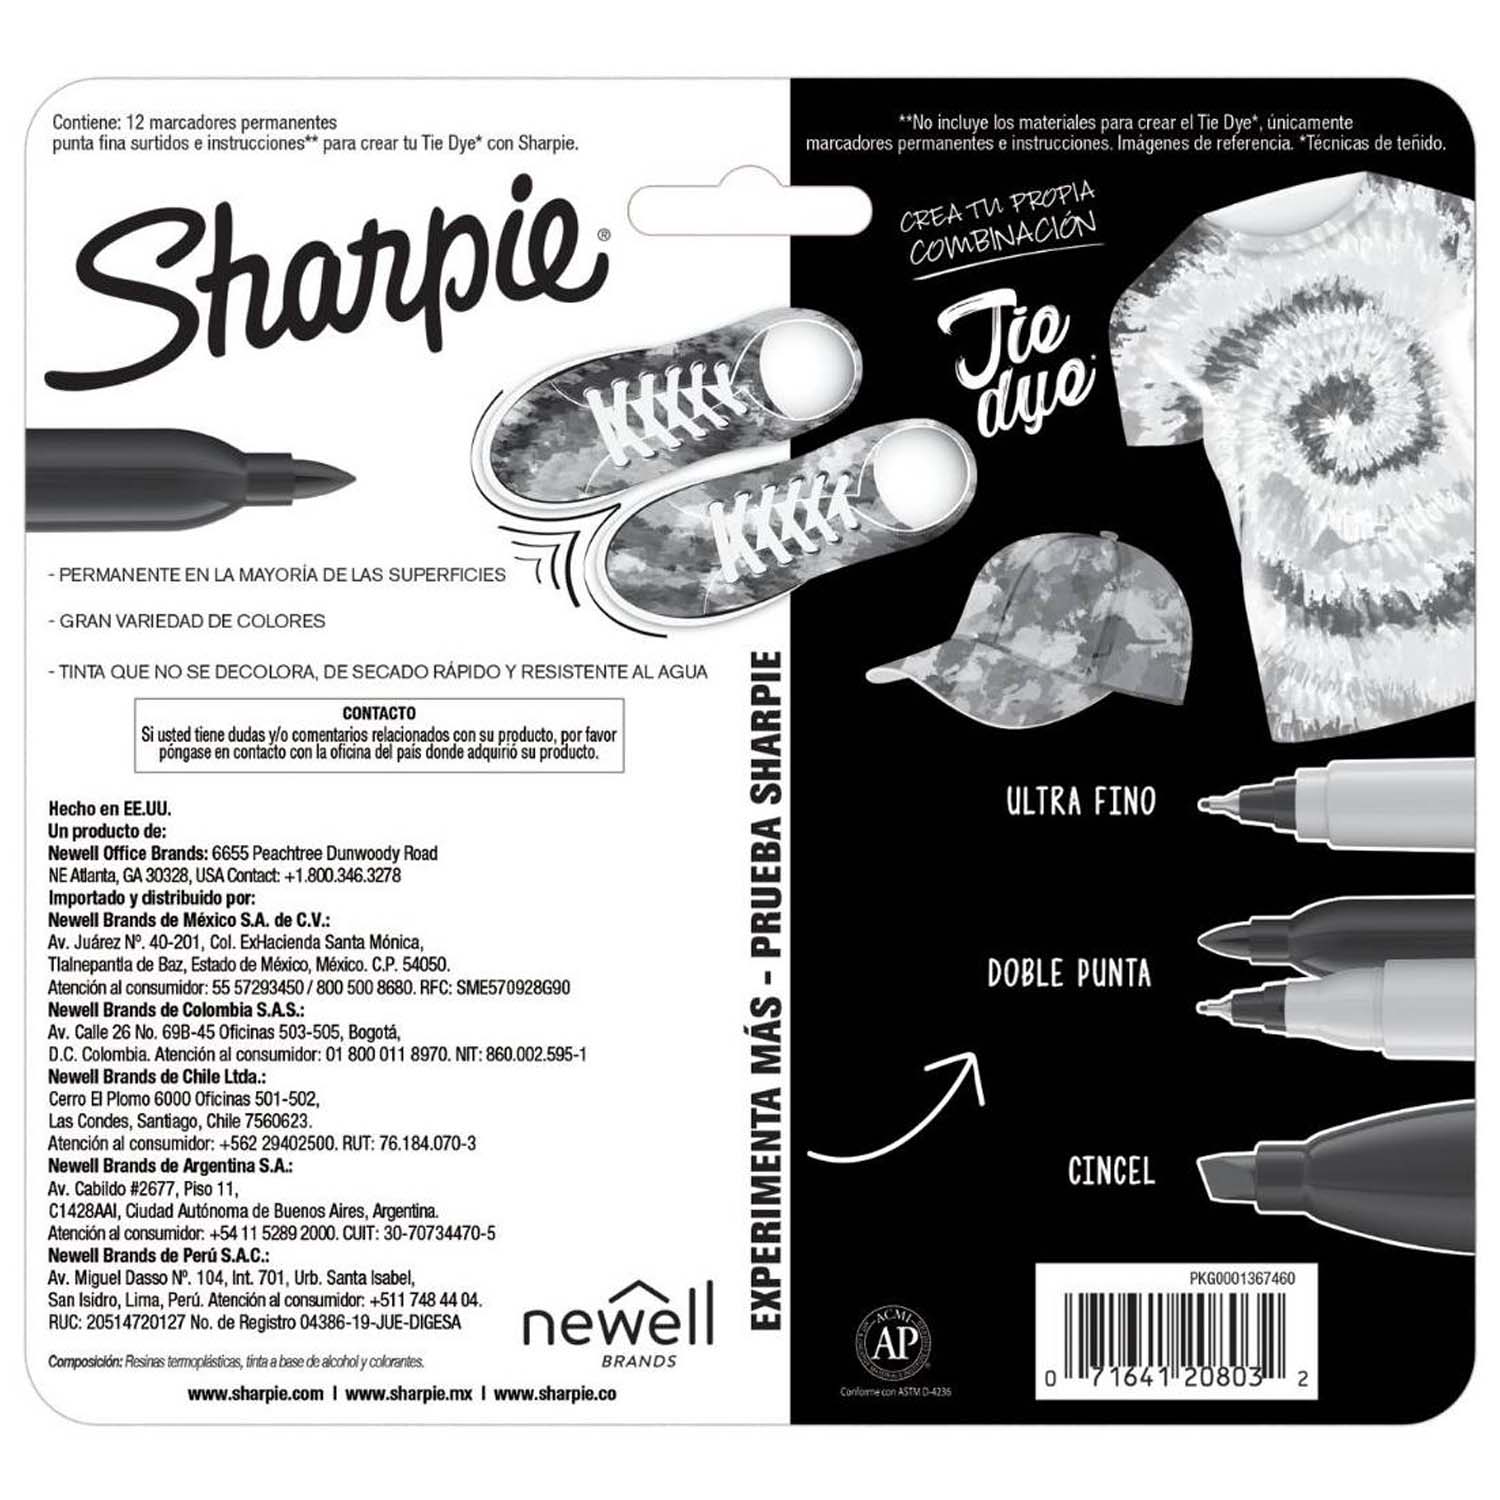 Contiene: 12 marcadores permanentes
punta fina surtidos e instrucciones** para crear tu Tie Dye* con Sharpie.
**No incluye los materiales para crear el Tie Dye*, únicamente
marcadores permanentes e instrucciones. Imágenes de referencia. *Técnicas de teñido.
Sharpie®
CREA TU PROPIA
COMBINACIÓN
Tie
dye*
- PERMANENTE EN LA MAYORÍA DE LAS SUPERFICIES
- GRAN VARIEDAD DE COLORES
- TINTA QUE NO SE DECOLORA, DE SECADO RÁPIDO Y RESISTENTE AL AGUA
CONTACTO
Si usted tiene dudas y/o comentarios relacionados con su producto, por favor
póngase en contacto con la oficina del país donde adquirió su producto.
Hecho en EE.UU.
Un producto de:
Newell Office Brands: 6655 Peachtree Dunwoody Road
NE Atlanta, GA 30328, USA Contact: +1.800.346.3278
Importado y distribuido por:
Newell Brands de México S.A. de C.V.:
Av. Juárez Nº. 40-201, Col. ExHacienda Santa Mónica,
Tlalnepantla de Baz, Estado de México, México. C.P. 54050.
Atención al consumidor: 55 57293450 / 800 500 8680. RFC: SME570928G90
Newell Brands de Colombia S.A.S.:
Av. Calle 26 No. 69B-45 Oficinas 503-505, Bogotá,
D.C. Colombia. Atención al consumidor: 01 800 011 8970. NIT: 860.002.595-1
Newell Brands de Chile Ltda.:
Cerro El Plomo 6000 Oficinas 501-502,
Las Condes, Santiago, Chile 7560623.
Atención al consumidor: +562 29402500. RUT: 76.184.070-3
Newell Brands de Argentina S.A.:
Av. Cabildo #2677, Piso 11,
C1428AAI, Ciudad Autónoma de Buenos Aires, Argentina.
Atención al consumidor: +54 11 5289 2000. CUIT: 30-70734470-5
Newell Brands de Perú S.A.C.:
Av. Miguel Dasso Nº. 104, Int. 701, Urb. Santa Isabel,
San Isidro, Lima, Perú. Atención al consumidor: +511 748 44 04.
RUC: 20514720127 No. de Registro 04386-19-JUE-DIGESA
Composición: Resinas termoplásticas, tinta a base de alcohol y colorantes.
www.sharpie.com | www.sharpie.mx | www.sharpie.co
newell
BRANDS
EXPERIMENTA MÁS - PRUEBA SHARPIE
ULTRA FINO
DOBLE PUNTA
CINCEL
ACMI
AP
Conforme con ASTM D-4236
PKG0001367460
0 71641 20803 2